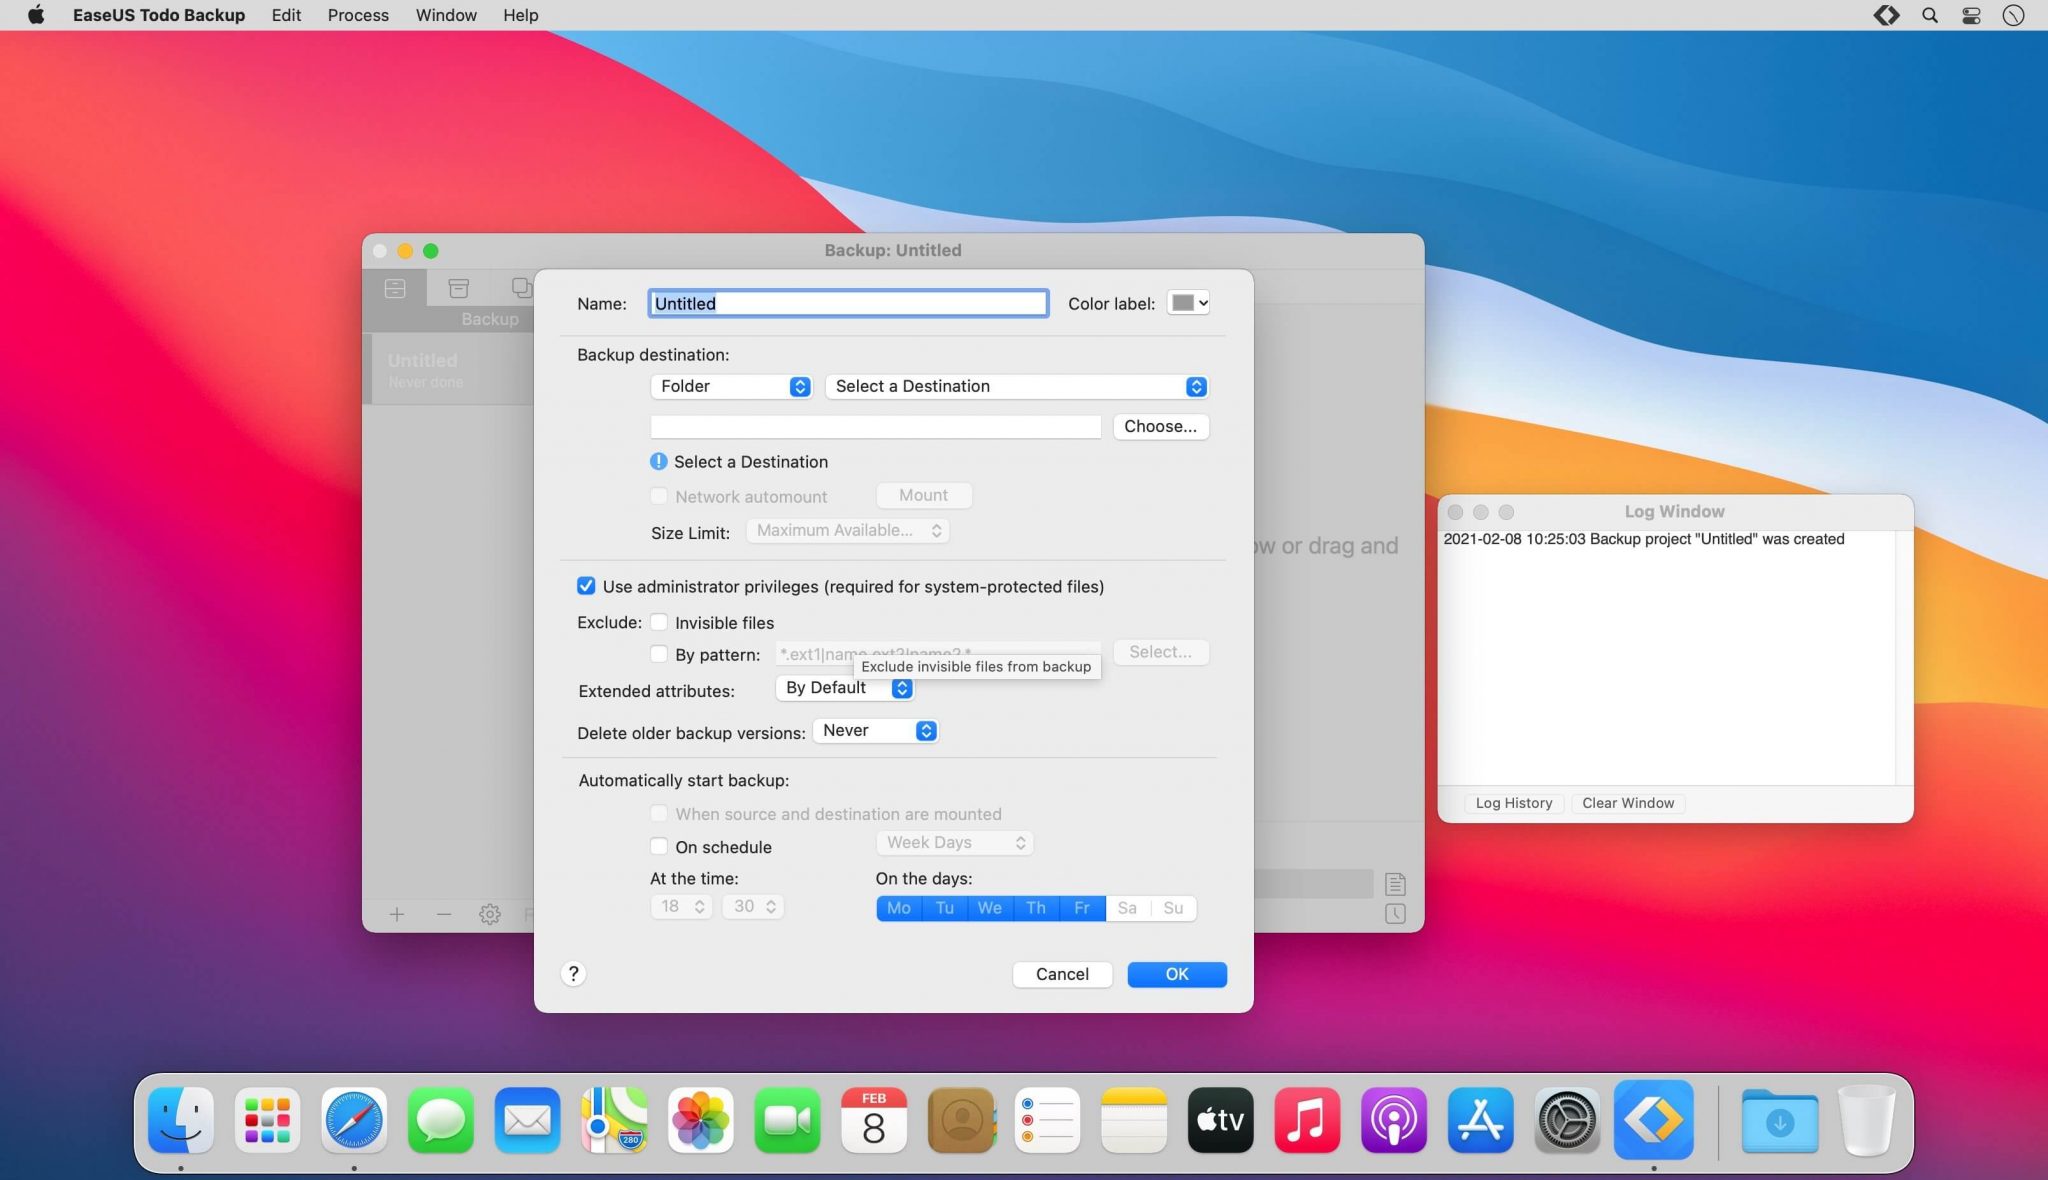 EaseUS Todo Backup Edit Process Window Help
Backup: Untitled
Backup
Untitled
Never done
Name: Untitled Color label:
Backup destination:
Folder Select a Destination
Choose...
Select a Destination
Network automount Mount
Size Limit: Maximum Available...
ow or drag and
Use administrator privileges (required for system-protected files)
Exclude: Invisible files
By pattern: *.ext1|name.ext2|name2.* Select...
Exclude invisible files from backup
Extended attributes: By Default
Delete older backup versions: Never
Automatically start backup:
When source and destination are mounted
On schedule Week Days
At the time: On the days:
18 30 Mo Tu We Th Fr Sa Su
? Cancel OK
Log Window
2021-02-08 10:25:03 Backup project "Untitled" was created
Log History Clear Window
280
FEB
8
tv